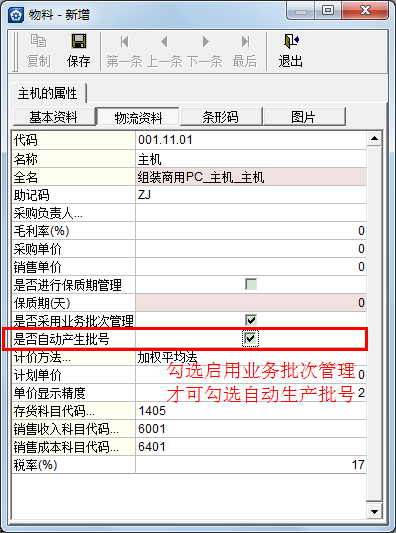 物料 - 新增
复制 保存 第一条 上一条 下一条 最后 退出
主机的属性
基本资料 物流资料 条形码 图片
代码 001.11.01
名称 主机
全名 组装商用PC_主机_主机
助记码 ZJ
采购负责人...
毛利率(%) 0
采购单价 0
销售单价 0
是否进行保质期管理
保质期(天) 0
是否采用业务批次管理
是否自动产生批号
计价方法... 加权平均法
勾选启用业务批次管理
计划单价 0
才可勾选自动生产批号
单价显示精度 2
存货科目代码... 1405
销售收入科目代码... 6001
销售成本科目代码... 6401
税率(%) 17